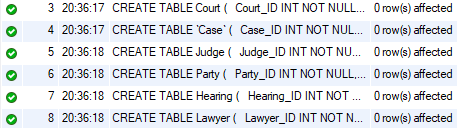 3 20:36:17 CREATE TABLE Court ( Court_ID INT NOT NULL... 0 row(s) affected
4 20:36:17 CREATE TABLE `Case` ( Case_ID INT NOT NULL... 0 row(s) affected
5 20:36:18 CREATE TABLE Judge ( Judge_ID INT NOT NUL... 0 row(s) affected
6 20:36:18 CREATE TABLE Party ( Party_ID INT NOT NULL,... 0 row(s) affected
7 20:36:18 CREATE TABLE Hearing ( Hearing_ID INT NOT ... 0 row(s) affected
8 20:36:18 CREATE TABLE Lawyer ( Lawyer_ID INT NOT N... 0 row(s) affected